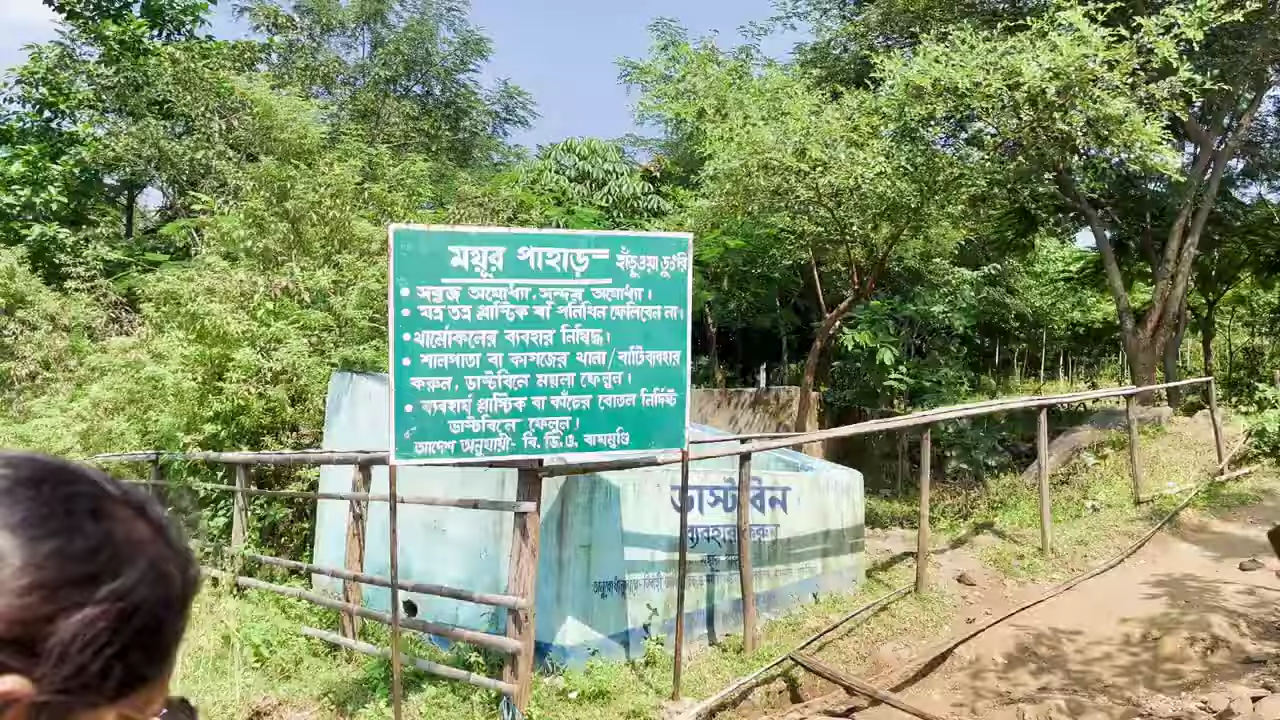 ময়ূর পাহাড়= হাঁড়ুওয়া ডুংরি
• সবুজ অযোধ্যা, সুন্দর অযোধ্যা।
• যত্র তত্র প্লাস্টিক বা পলিথিন ফেলিবেন না।
• থার্মোকলের ব্যবহার নিষিদ্ধ।
• শালপাতা বা কাগজের থালা/বাটি ব্যবহার
করুন, ডাস্টবিনে ময়লা ফেলুন।
• ব্যবহার্য প্লাস্টিক বা কাঁচের বোতল নির্দিষ্ট
ডাস্টবিনে ফেলুন।
আদেশ অনুযায়ী- বি. ডি.ও. বাঘমুণ্ডি
ডাস্টবিন
ব্যবহার করুন